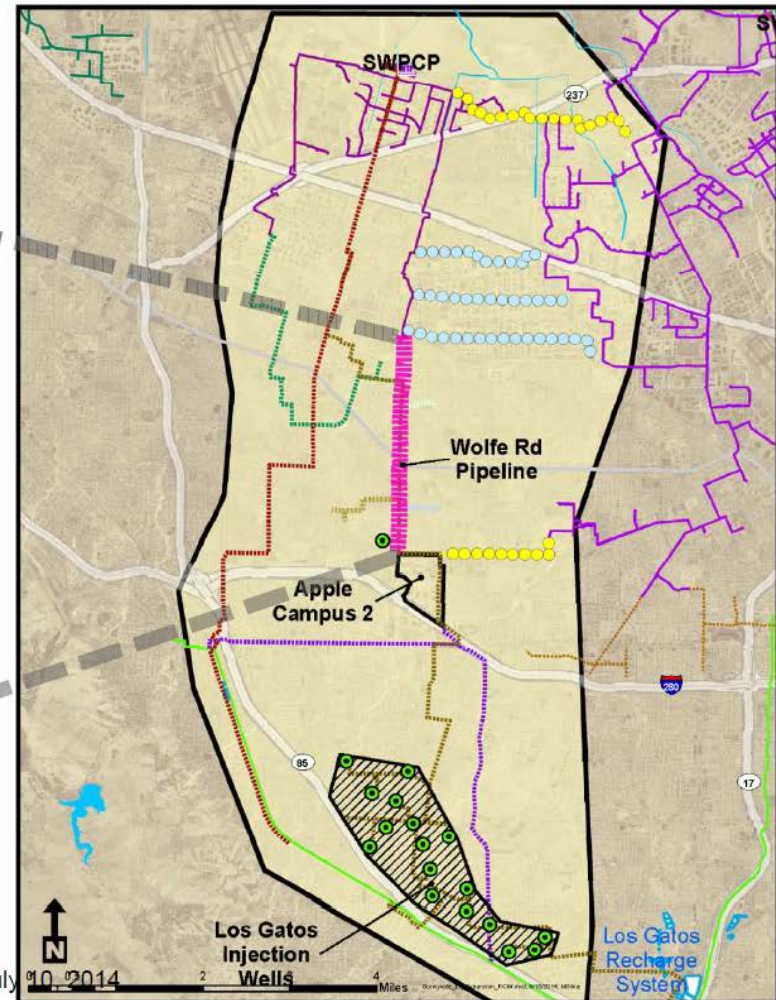 S
SWPCP
237
Wolfe Rd
Pipeline
Apple
Campus 2
280
85
17
Los Gatos
Injection
Wells
Los Gatos
Recharge
System
N
10, 2014
2
4
Miles